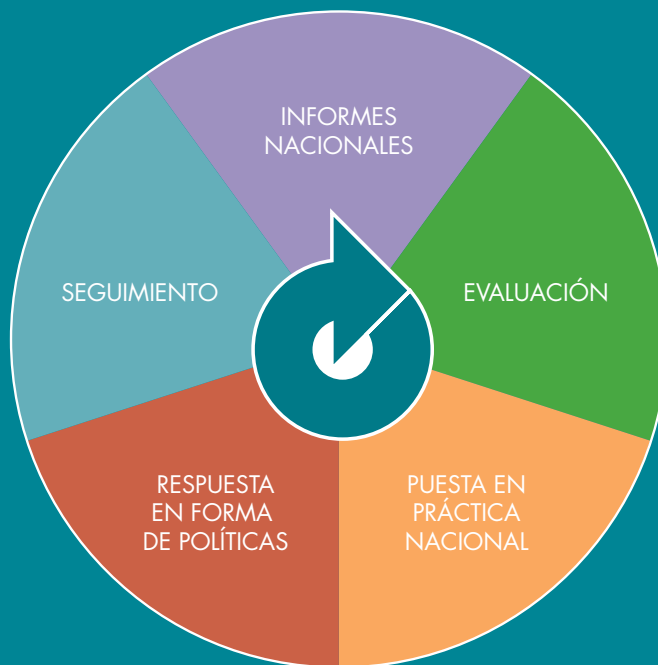 INFORMES
NACIONALES
SEGUIMIENTO
EVALUACIÓN
RESPUESTA
EN FORMA
DE POLÍTICAS
PUESTA EN
PRÁCTICA
NACIONAL